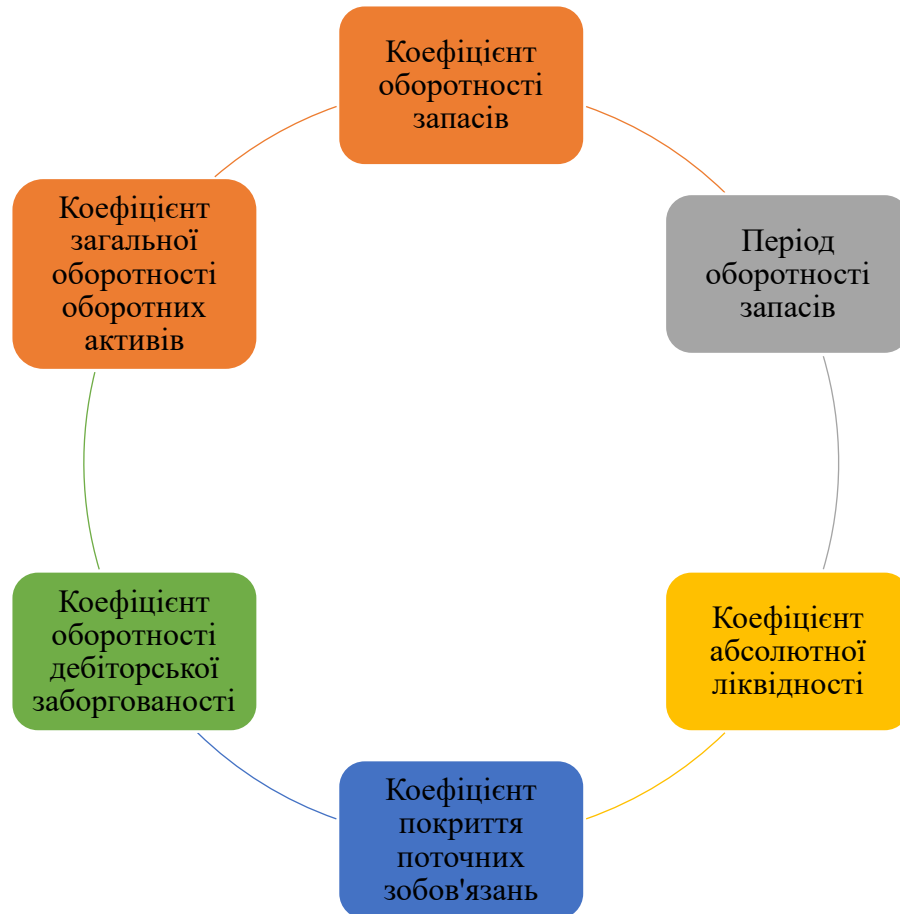 Коефіцієнт
оборотності
запасів
Період
оборотності
запасів
Коефіцієнт
абсолютної
ліквідності
Коефіцієнт
покриття
поточних
зобов'язань
Коефіцієнт
оборотності
дебіторської
заборгованості
Коефіцієнт
загальної
оборотності
оборотних
активів